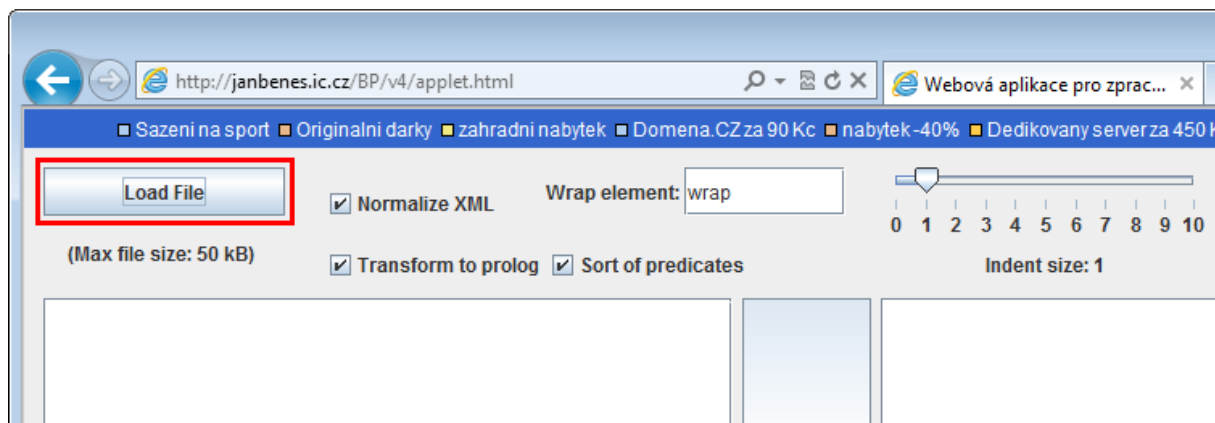 http://janbenes.ic.cz/BP/v4/applet.html
Webová aplikace pro zprac...
Sazeni na sport Originalni darky zahradni nabytek Domena.CZ za 90 Kc nabytek -40% Dedikovany server za 450
Load File
Normalize XML
Wrap element: wrap
0 1 2 3 4 5 6 7 8 9 10
(Max file size: 50 kB)
Transform to prolog Sort of predicates
Indent size: 1